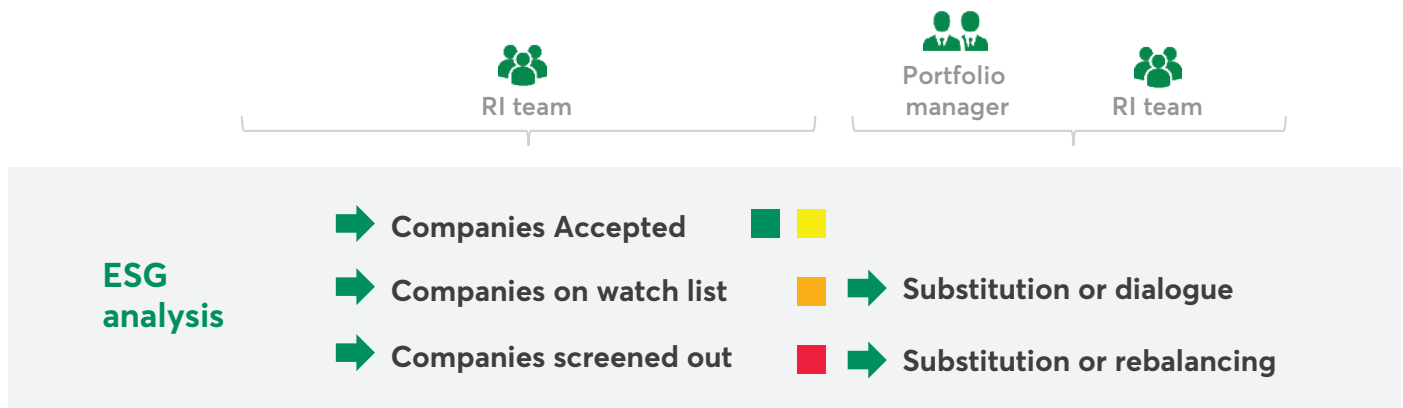 RI team
Portfolio
manager
RI team
ESG
analysis
Companies Accepted
Companies on watch list
Substitution or dialogue
Companies screened out
Substitution or rebalancing